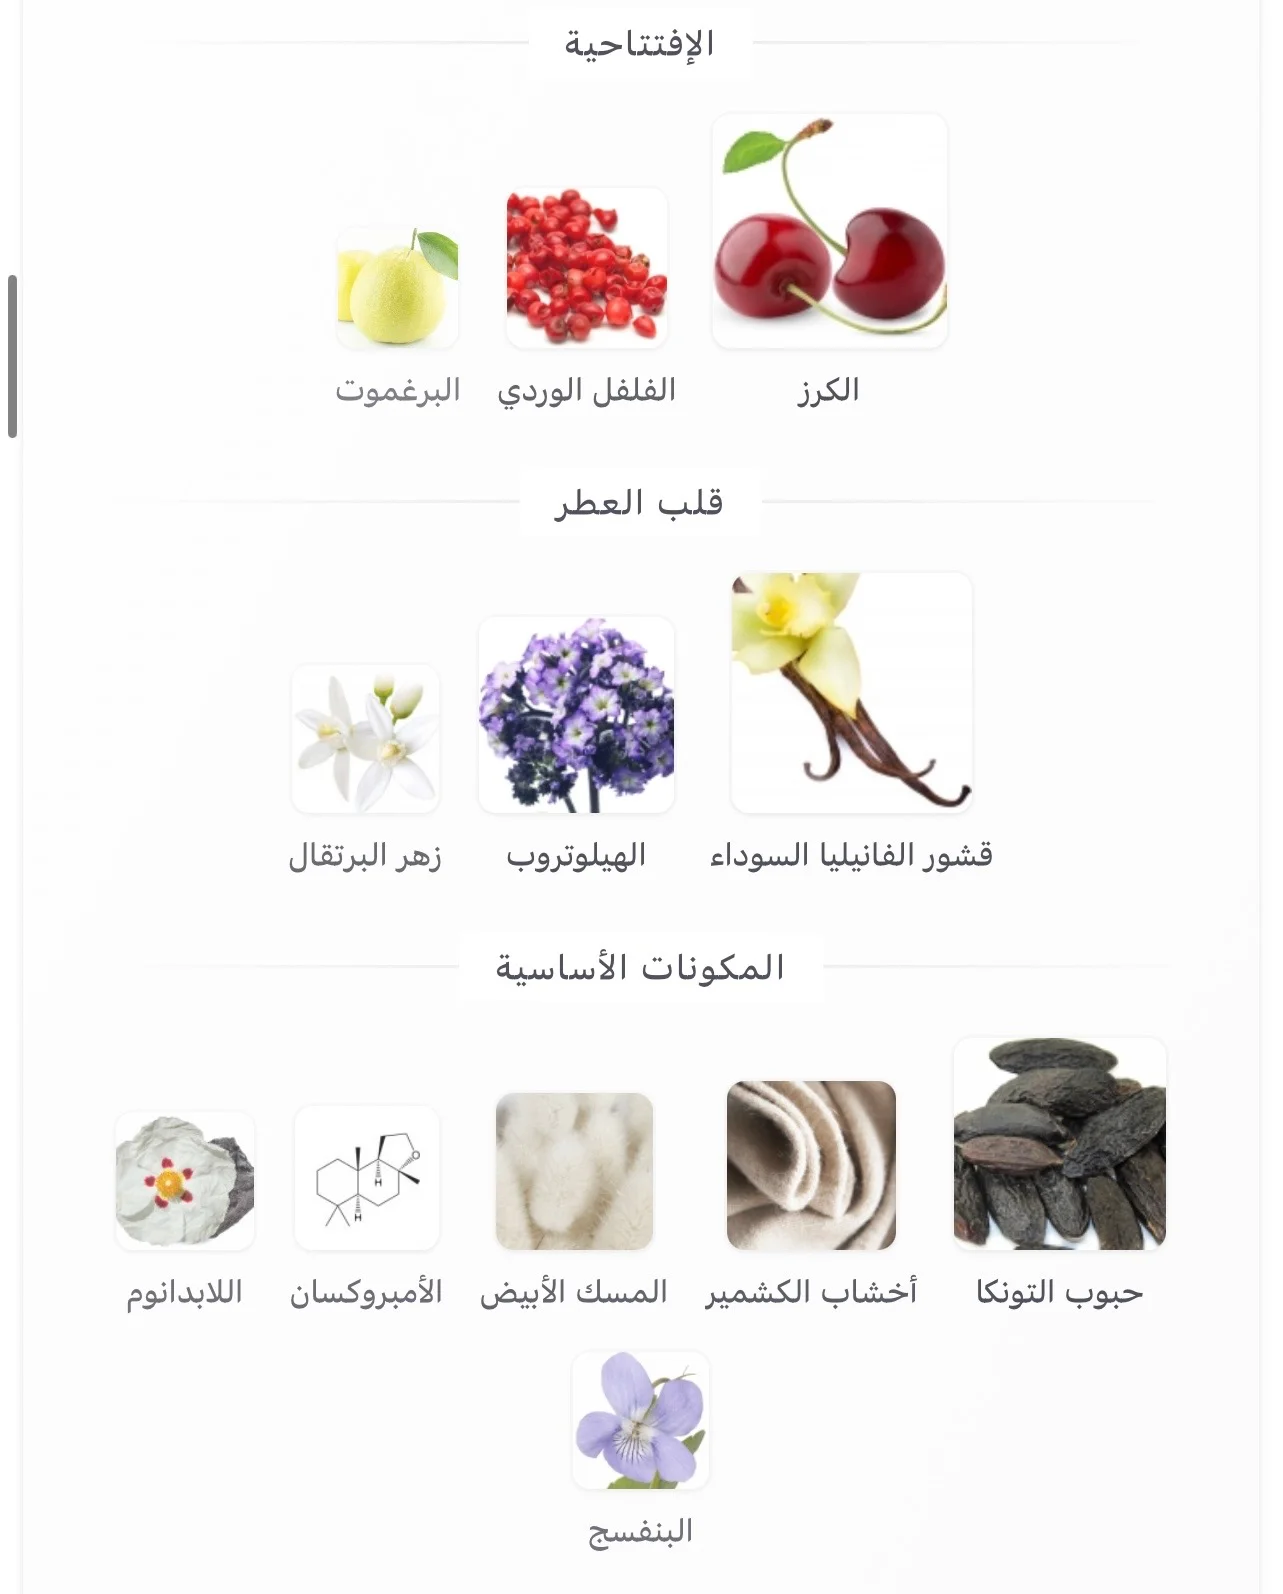 الإفتتاحية
الكرز
الفلفل الوردي
البرغموت
قلب العطر
قشور الفانيليا السوداء
الهيلوتروب
زهر البرتقال
المكونات الأساسية
حبوب التونكا
أخشاب الكشمير
المسك الأبيض
الأمبروكسان
اللابدانوم
O
H
H
البنفسج